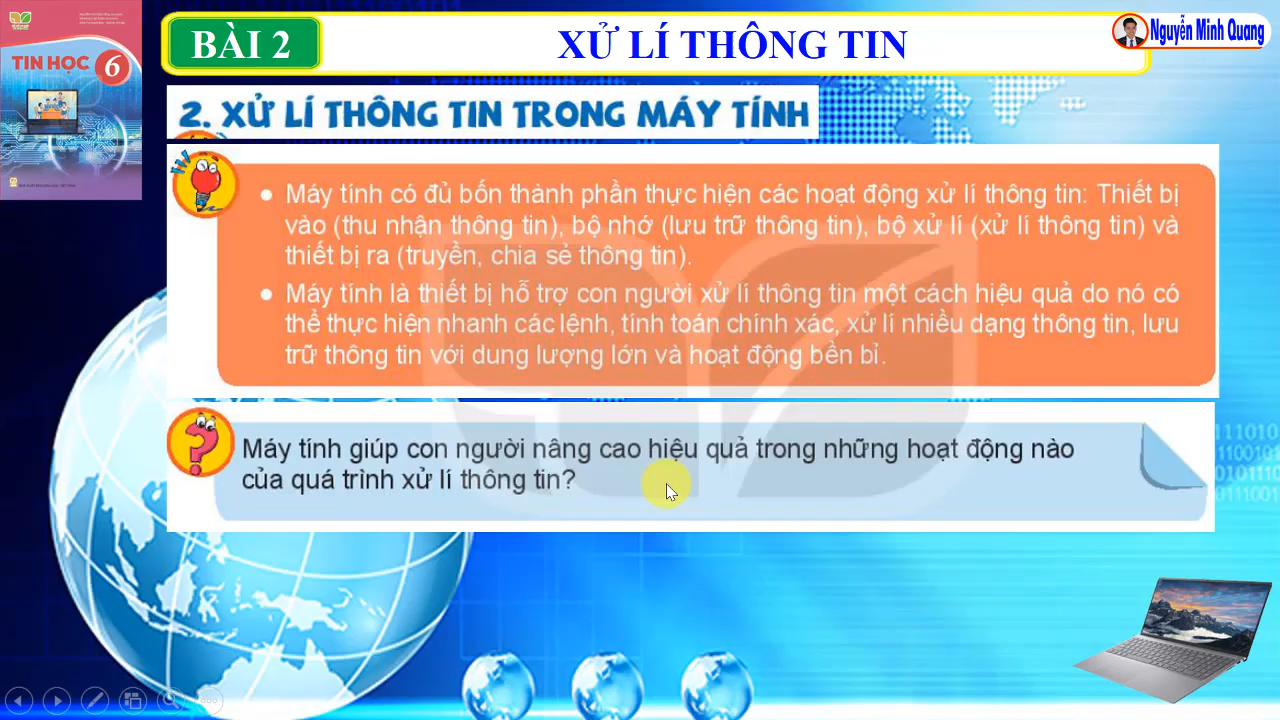 TIN HỌC 6
BÀI 2
XỬ LÍ THÔNG TIN
Nguyễn Minh Quang
2. XỬ LÍ THÔNG TIN TRONG MÁY TÍNH
● Máy tính có đủ bốn thành phần thực hiện các hoạt động xử lí thông tin: Thiết bị
vào (thu nhận thông tin), bộ nhớ (lưu trữ thông tin), bộ xử lí (xử lí thông tin) và
thiết bị ra (truyền, chia sẻ thông tin).
● Máy tính là thiết bị hỗ trợ con người xử lí thông tin một cách hiệu quả do nó có
thể thực hiện nhanh các lệnh, tính toán chính xác, xử lí nhiều dạng thông tin, lưu
trữ thông tin với dung lượng lớn và hoạt động bền bỉ.
Máy tính giúp con người nâng cao hiệu quả trong những hoạt động nào
của quá trình xử lí thông tin?